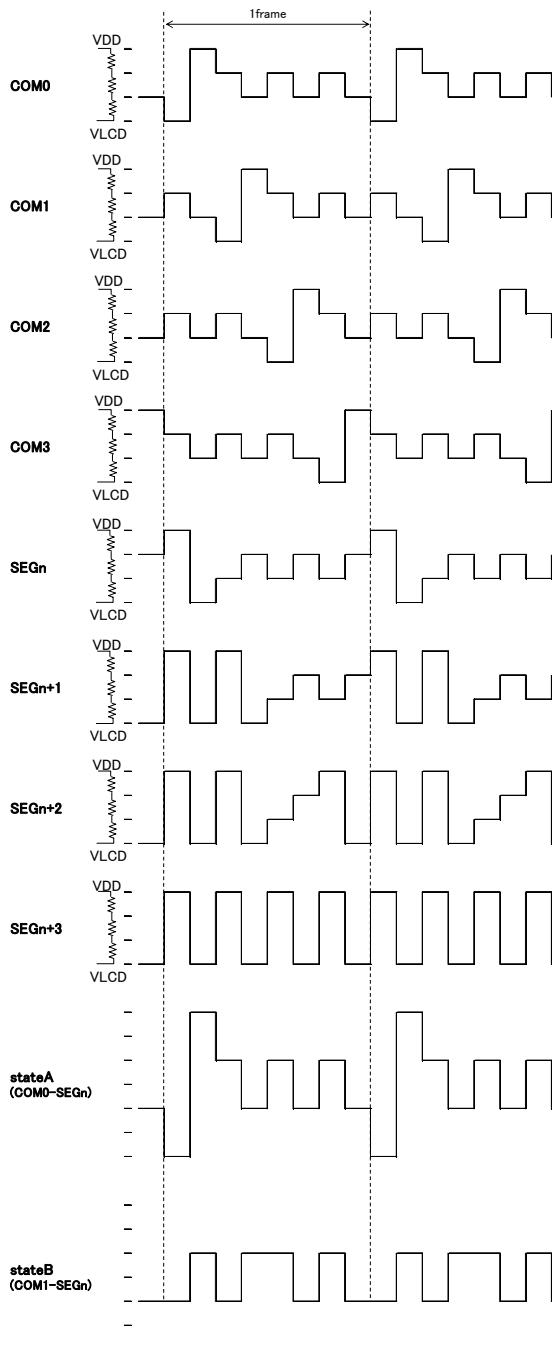 1frame
VDD
COM0
VLCD
VDD
COM1
VLCD
VDD
COM2
VLCD
VDD
COM3
VLCD
VDD
SEGn
VLCD
VDD
SEGn+1
VLCD
VDD
SEGn+2
VLCD
VDD
SEGn+3
VLCD
stateA
(COM0-SEGn)
stateB
(COM1-SEGn)